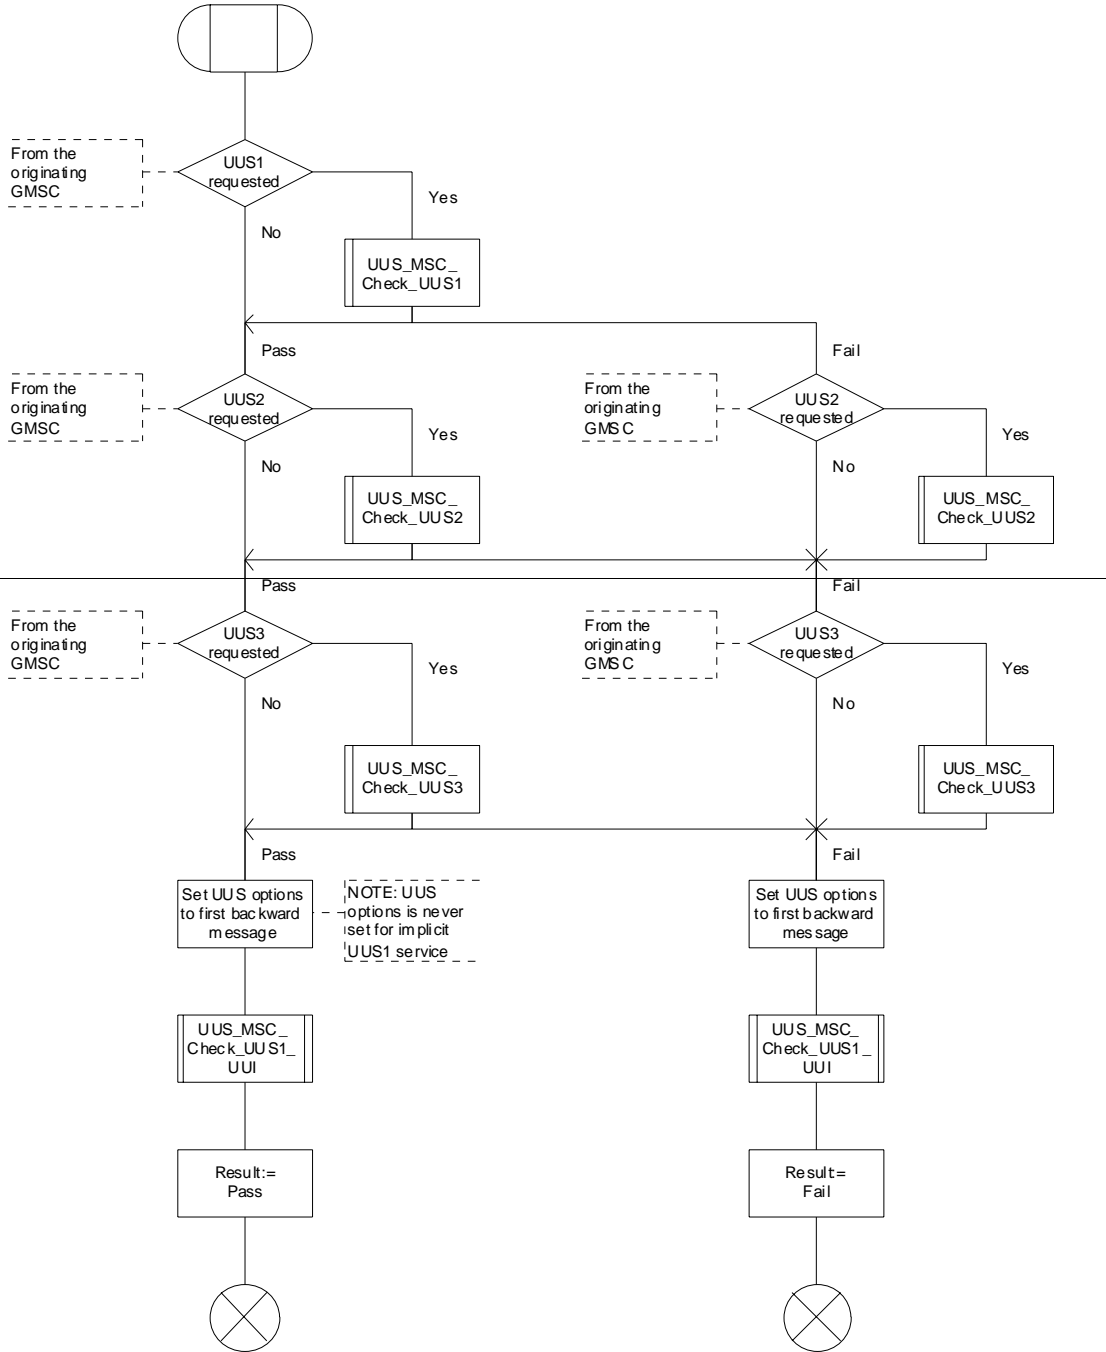 From the
originating
GMSC
UUS1
requested
Yes
No
UUS_MSC_
Check_UUS1
Pass
Fail
From the
originating
GMSC
UUS2
requested
From the
originating
GMSC
UUS2
requested
Yes
Yes
No
No
UUS_MSC_
Check_UUS2
UUS_MSC_
Check_UUS2
Pass
Fail
From the
originating
GMSC
UUS3
requested
From the
originating
GMSC
UUS3
requested
Yes
Yes
No
No
UUS_MSC_
Check_UUS3
UUS_MSC_
Check_UUS3
Pass
Fail
Set UUS options
to first backward
message
NOTE: UUS
options is never
set for implicit
UUS1 service
Set UUS options
to first backward
message
UUS_MSC_
Check_UUS1_
UUI
UUS_MSC_
Check_UUS1_
UUI
Result:=
Pass
Result=
Fail